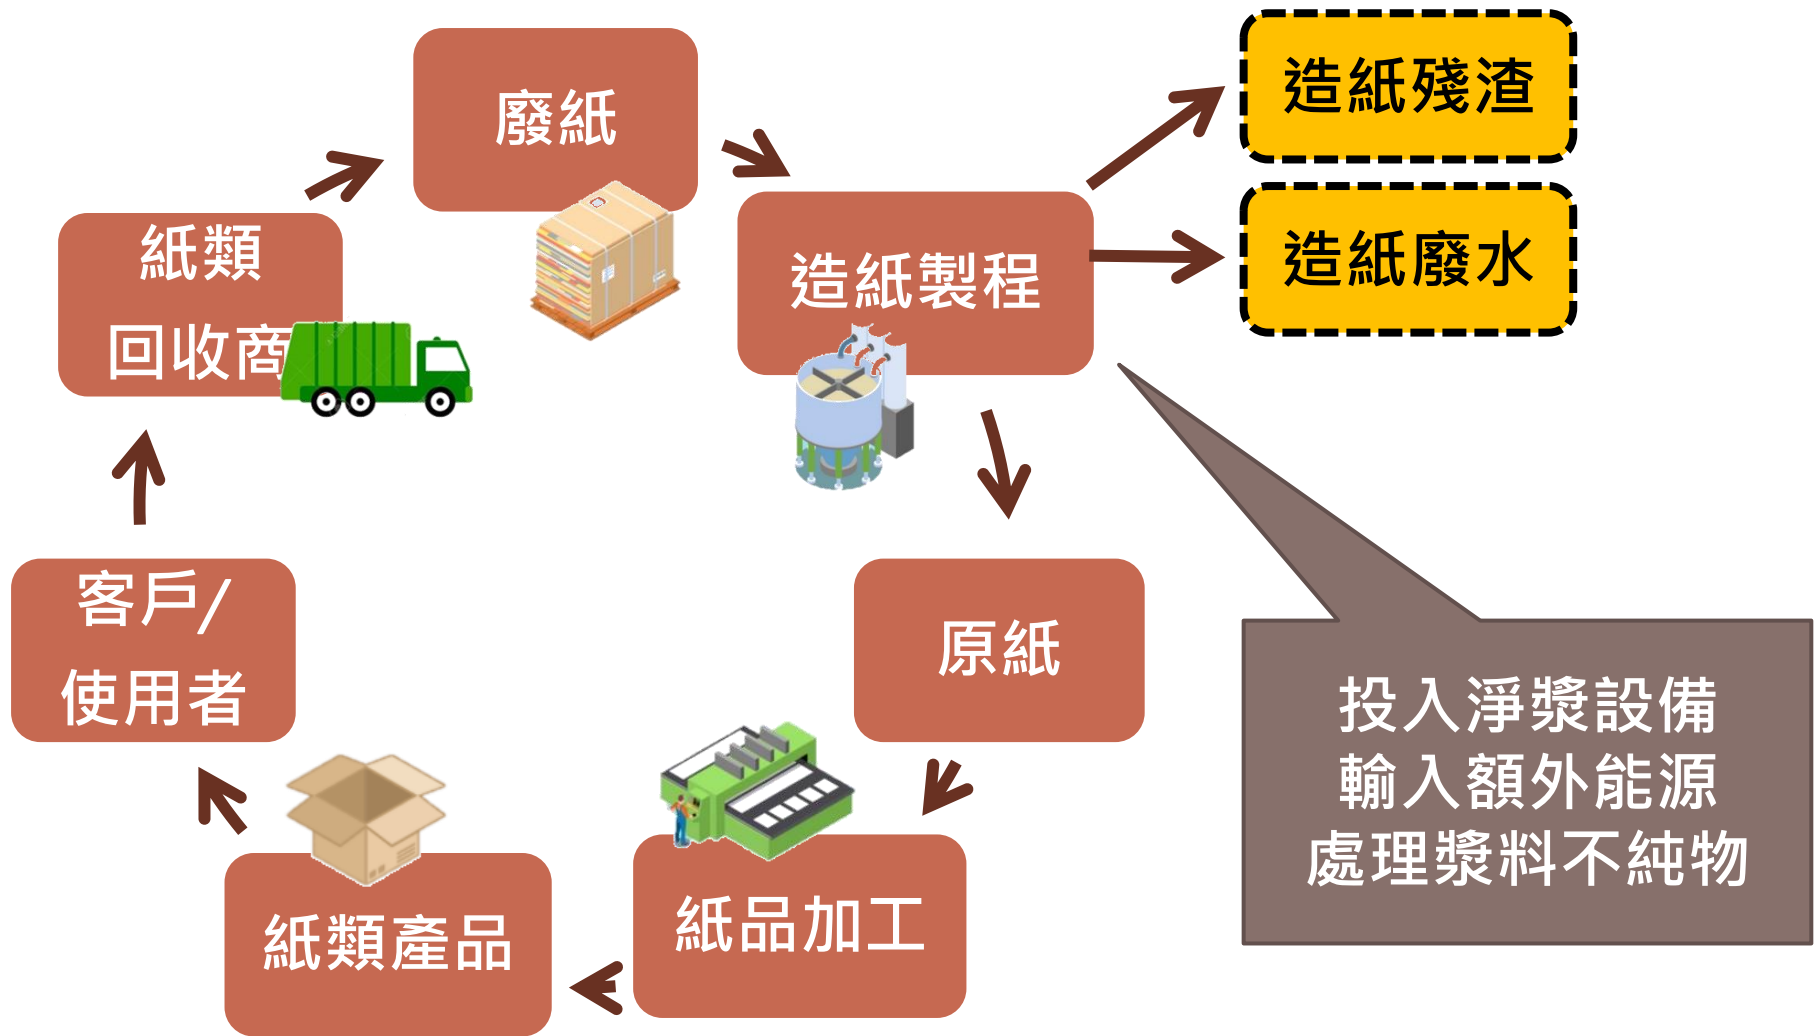 廢紙
造紙殘渣
造紙廢水
造紙製程
紙類
回收商
客戶/
使用者
原紙
投入淨漿設備
輸入額外能源
處理漿料不純物
紙品加工
紙類產品